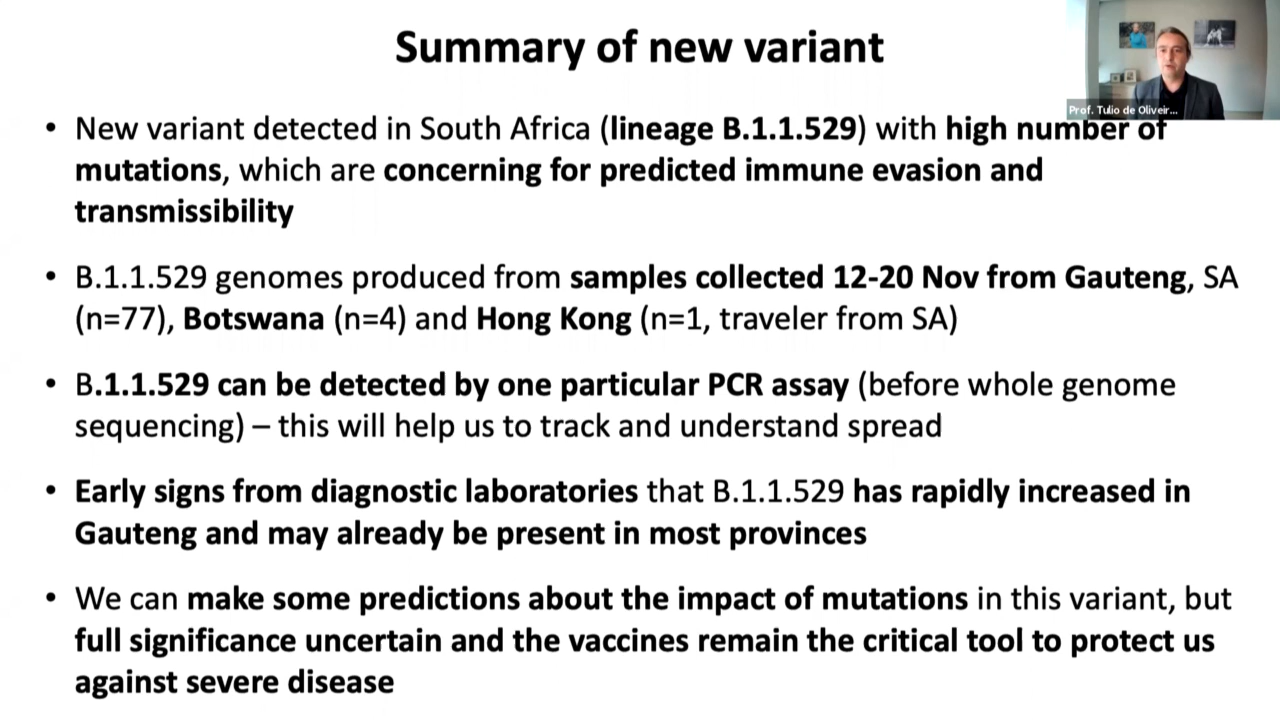 Summary of new variant
Prof. Tulio de Oliveir...
• New variant detected in South Africa (lineage B.1.1.529) with high number of
mutations, which are concerning for predicted immune evasion and
transmissibility
• B.1.1.529 genomes produced from samples collected 12-20 Nov from Gauteng, SA
(n=77), Botswana (n=4) and Hong Kong (n=1, traveler from SA)
• B.1.1.529 can be detected by one particular PCR assay (before whole genome
sequencing) – this will help us to track and understand spread
• Early signs from diagnostic laboratories that B.1.1.529 has rapidly increased in
Gauteng and may already be present in most provinces
• We can make some predictions about the impact of mutations in this variant, but
full significance uncertain and the vaccines remain the critical tool to protect us
against severe disease